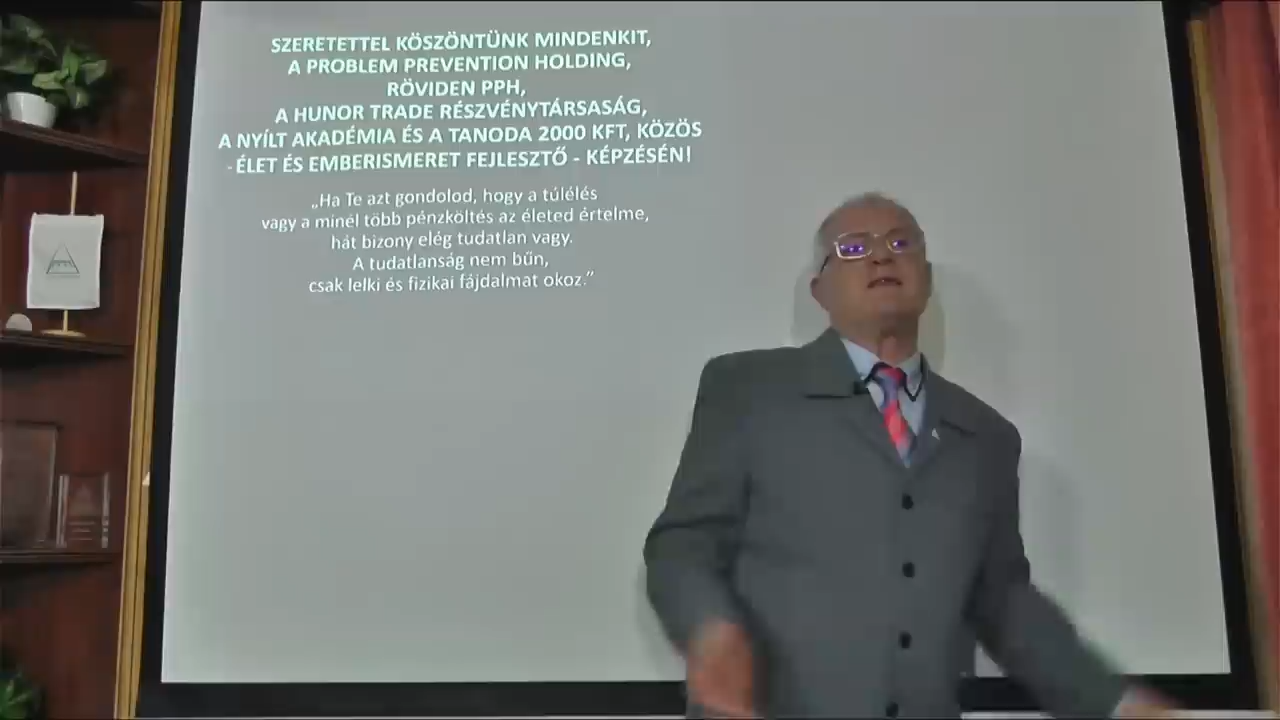 SZERETETTEL KÖSZÖNTÜNK MINDENKIT,
A PROBLEM PREVENTION HOLDING,
RÖVIDEN PPH,
A HUNOR TRADE RÉSZVÉNYTÁRSASÁG,
A NYÍLT AKADÉMIA ÉS A TANODA 2000 KFT, KÖZÖS
- ÉLET ÉS EMBERISMERET FEJLESZTŐ - KÉPZÉSÉN!
„Ha Te azt gondolod, hogy a túlélés
vagy a minél több pénzköltés az életed értelme,
hát bizony elég tudatlan vagy.
A tudatlanság nem bűn,
csak lelki és fizikai fájdalmat okoz.”